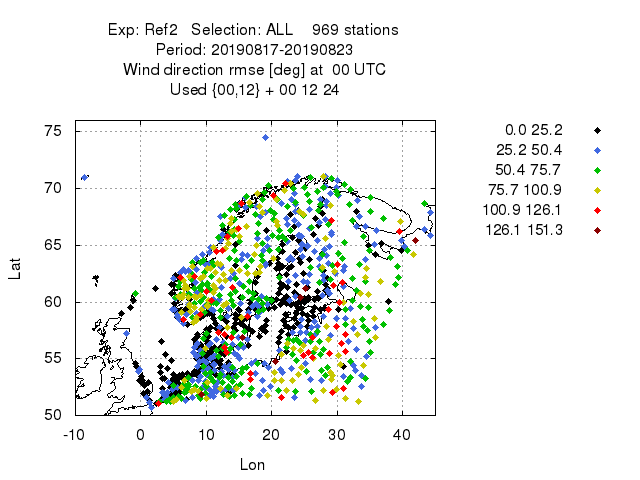 Exp: Ref2   Selection: ALL    969 stations
Period: 20190817-20190823
Wind direction rmse [deg] at  00 UTC
Used {00,12} + 00 12 24
0.0 25.2
25.2 50.4
50.4 75.7
75.7 100.9
100.9 126.1
126.1 151.3
75
70
65
60
55
50
Lat
-10 0 10 20 30 40
Lon